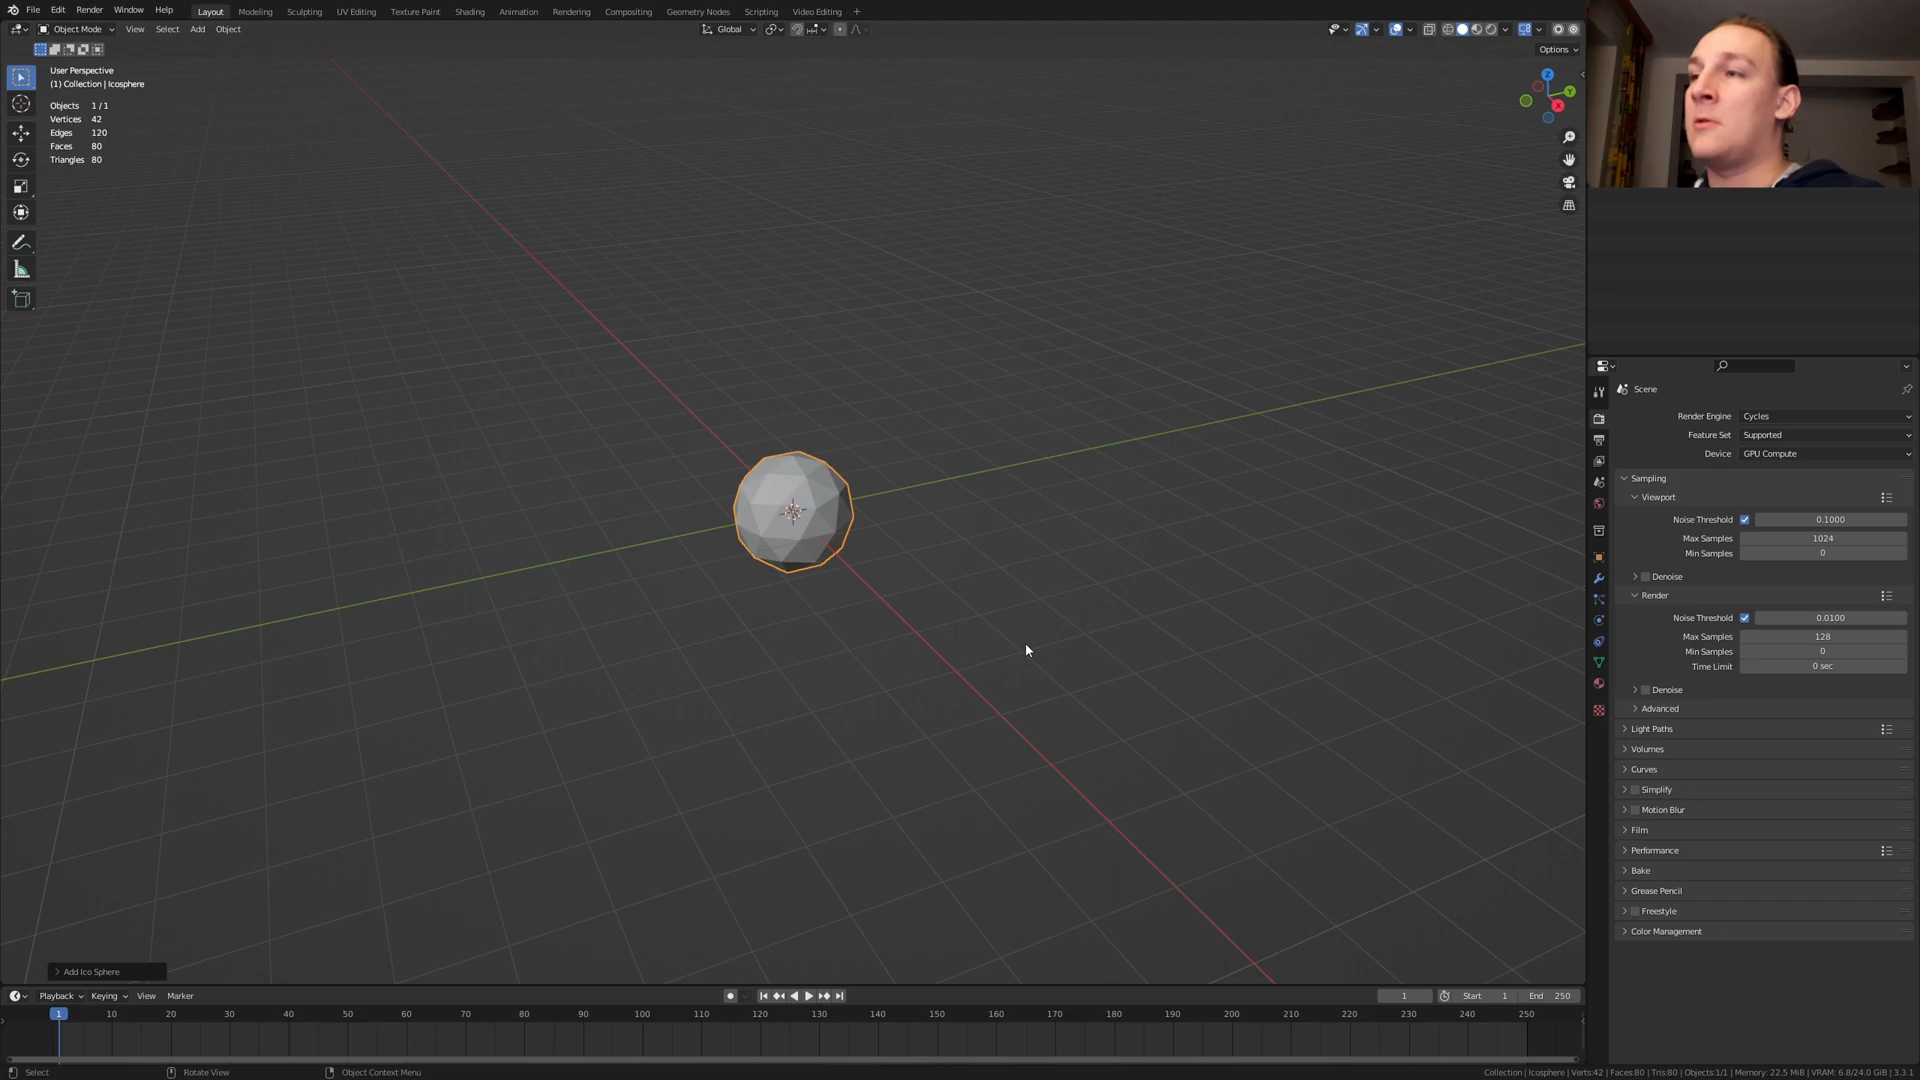 File Edit Render Window Help Layout Modeling Sculpting UV Editing Texture Paint Shading Animation Rendering Compositing Geometry Nodes Scripting Video Editing +
Object Mode View Select Add Object Global
Options
User Perspective
(1) Collection | Icosphere
Objects 1/1
Vertices 42
Edges 120
Faces 80
Triangles 80
Z
Y
X
Scene
Render Engine Cycles
Feature Set Supported
Device GPU Compute
Sampling
Viewport
Noise Threshold 0.1000
Max Samples 1024
Min Samples 0
Denoise
Render
Noise Threshold 0.0100
Max Samples 128
Min Samples 0
Time Limit 0 sec
Denoise
Advanced
Light Paths
Volumes
Curves
Simplify
Motion Blur
Film
Performance
Bake
Grease Pencil
Freestyle
Color Management
Add Ico Sphere
Playback Keying View Marker 1 Start 1 End 250
1 10 20 30 40 50 60 70 80 90 100 110 120 130 140 150 160 170 180 190 200 210 220 230 240 250
Select Rotate View Object Context Menu Collection | Icosphere | Verts:42 | Faces:80 | Tris:80 | Objects:1/1 | Memory: 22.5 MiB | VRAM: 6.8/24.0 GiB | 3.3.1